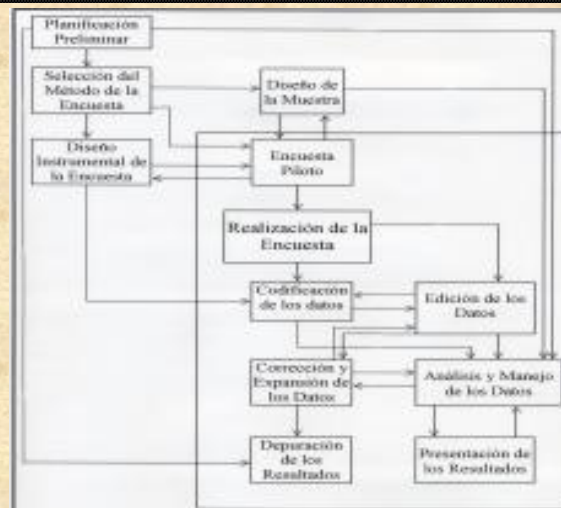 Planificación
Preliminar
Selección del
Método de la
Encuesta
Diseño de
la Muestra
Diseño
Instrumental de
la Encuesta
Encuesta
Piloto
Realización de la
Encuesta
Codificación
de los datos
Edición de los
Datos
Corrección y
Expansión de
los Datos
Análisis y Manejo
de los Datos
Depuración
de los
Resultados
Presentación de
los Resultados